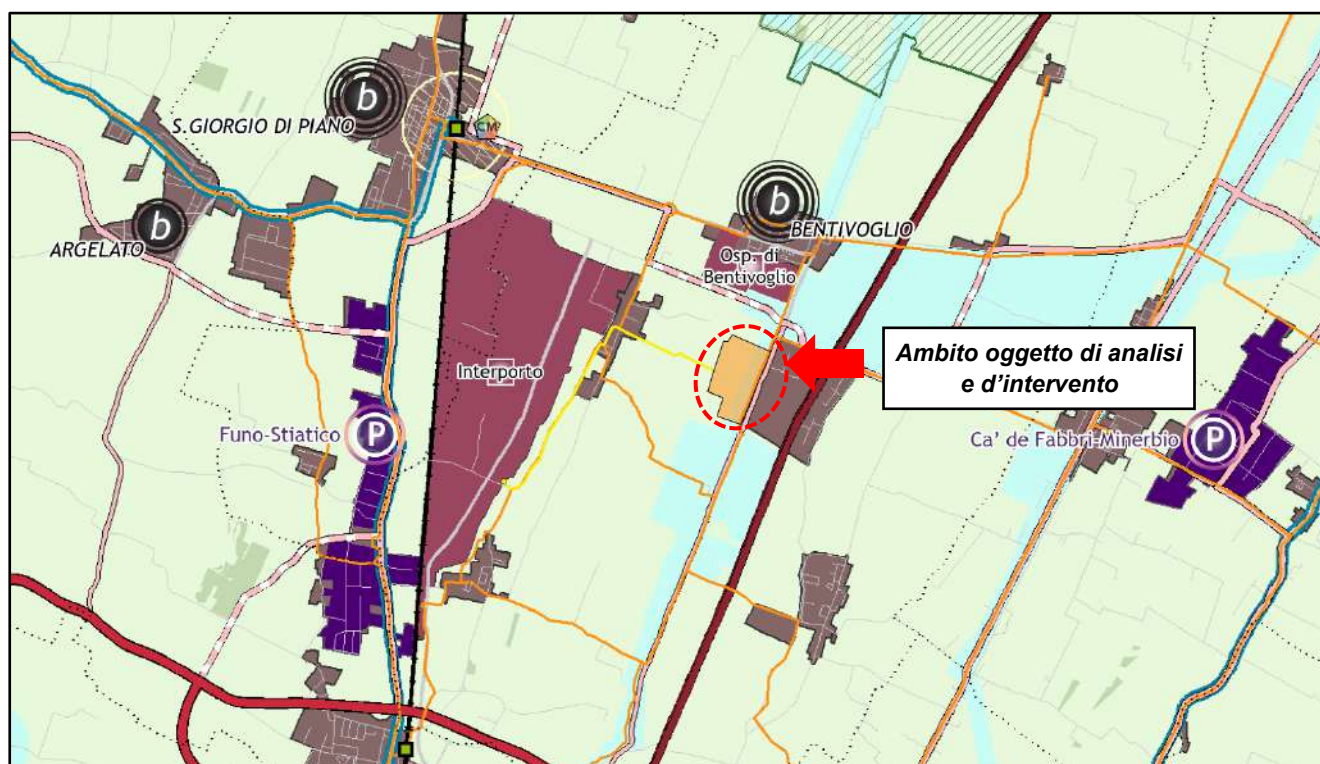 b
S.GIORGIO DI PIANO
CM
b
ARGELATO
b
BENTIVOGLIO
Osp. di
Bentivoglio
Interporto
Ambito oggetto di analisi
e d'intervento
Funo-Stiatico
P
Ca' de Fabbri-Minerbio
P